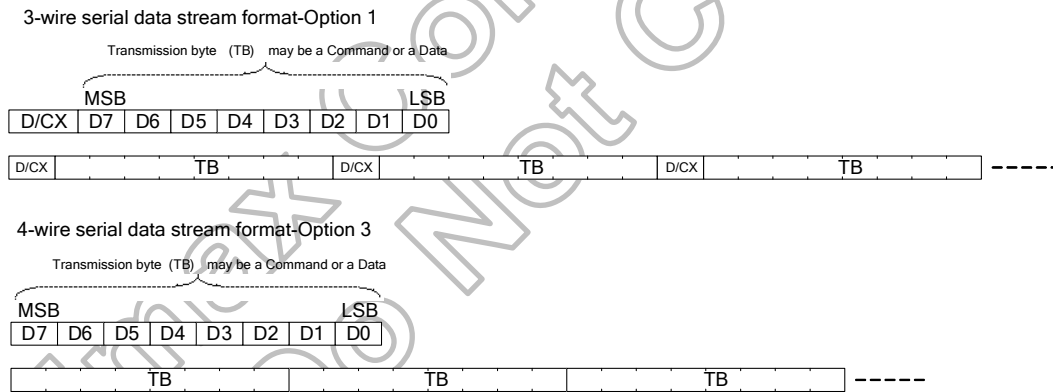 3-wire serial data stream format-Option 1
Transmission byte (TB) may be a Command or a Data
MSB LSB
D/CX D7 D6 D5 D4 D3 D2 D1 D0
D/CX TB D/CX TB D/CX TB
4-wire serial data stream format-Option 3
Transmission byte (TB) may be a Command or a Data
MSB LSB
D7 D6 D5 D4 D3 D2 D1 D0
TB TB TB
Do Not C